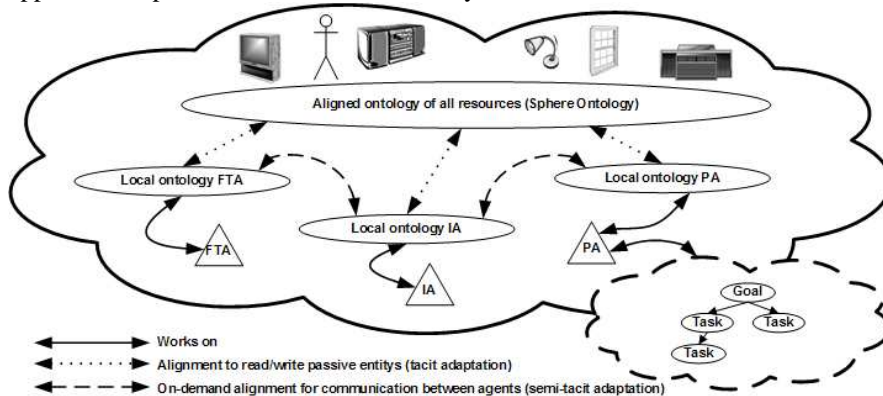 Aligned ontology of all resources (Sphere Ontology)
Local ontology FTA
Local ontology PA
Local ontology IA
FTA
PA
IA
Goal
Task
Task
Task
Works on
Alignment to read/write passive entitys (tacit adaptation)
On-demand alignment for communication between agents (semi-tacit adaptation)